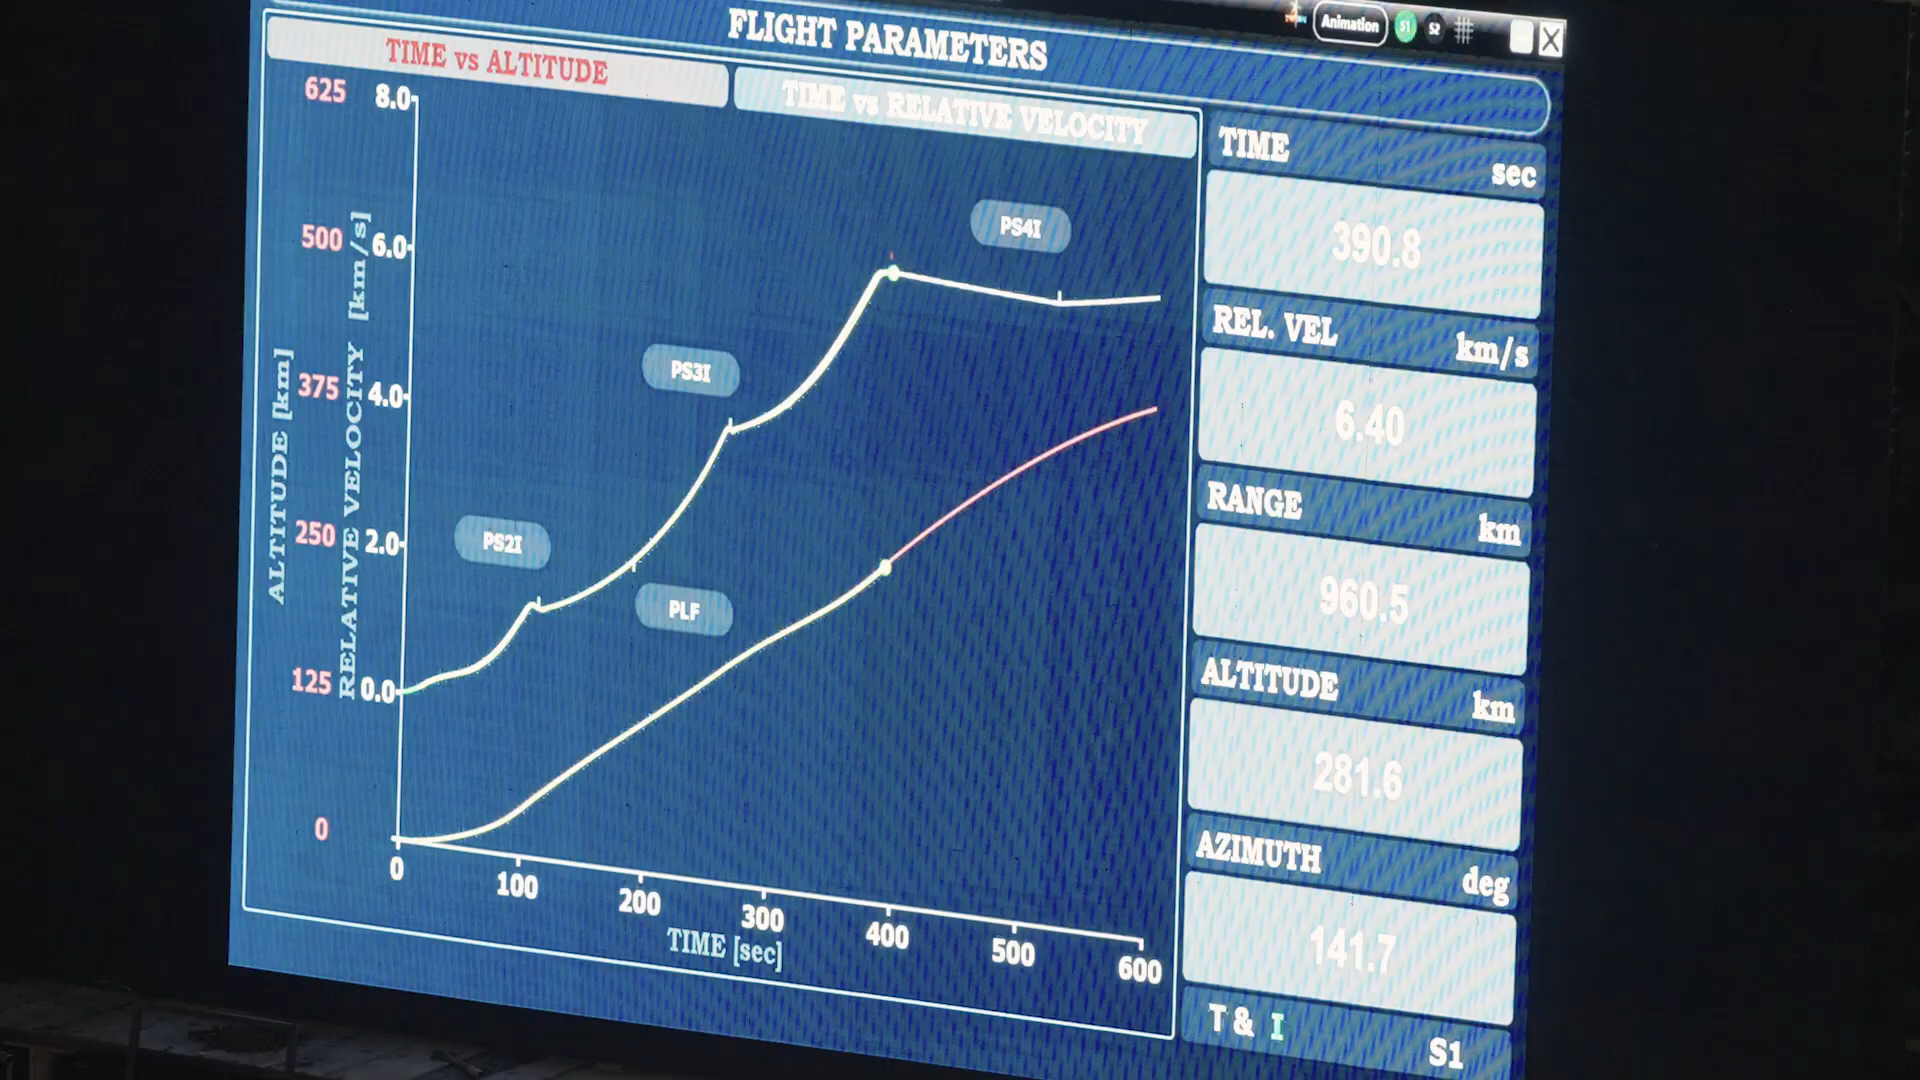 FLIGHT PARAMETERS
Animation
S1
S2
TIME vs ALTITUDE
TIME vs RELATIVE VELOCITY
625
8.0
500
6.0
375
4.0
250
2.0
125
0.0
0
ALTITUDE [km]
RELATIVE VELOCITY [km/s]
PS4I
PS3I
PS2I
PLF
0
100
200
300
400
500
600
TIME [sec]
TIME
sec
390.8
REL. VEL
km/s
6.40
RANGE
km
960.5
ALTITUDE
km
281.6
AZIMUTH
deg
141.7
T & I
S1